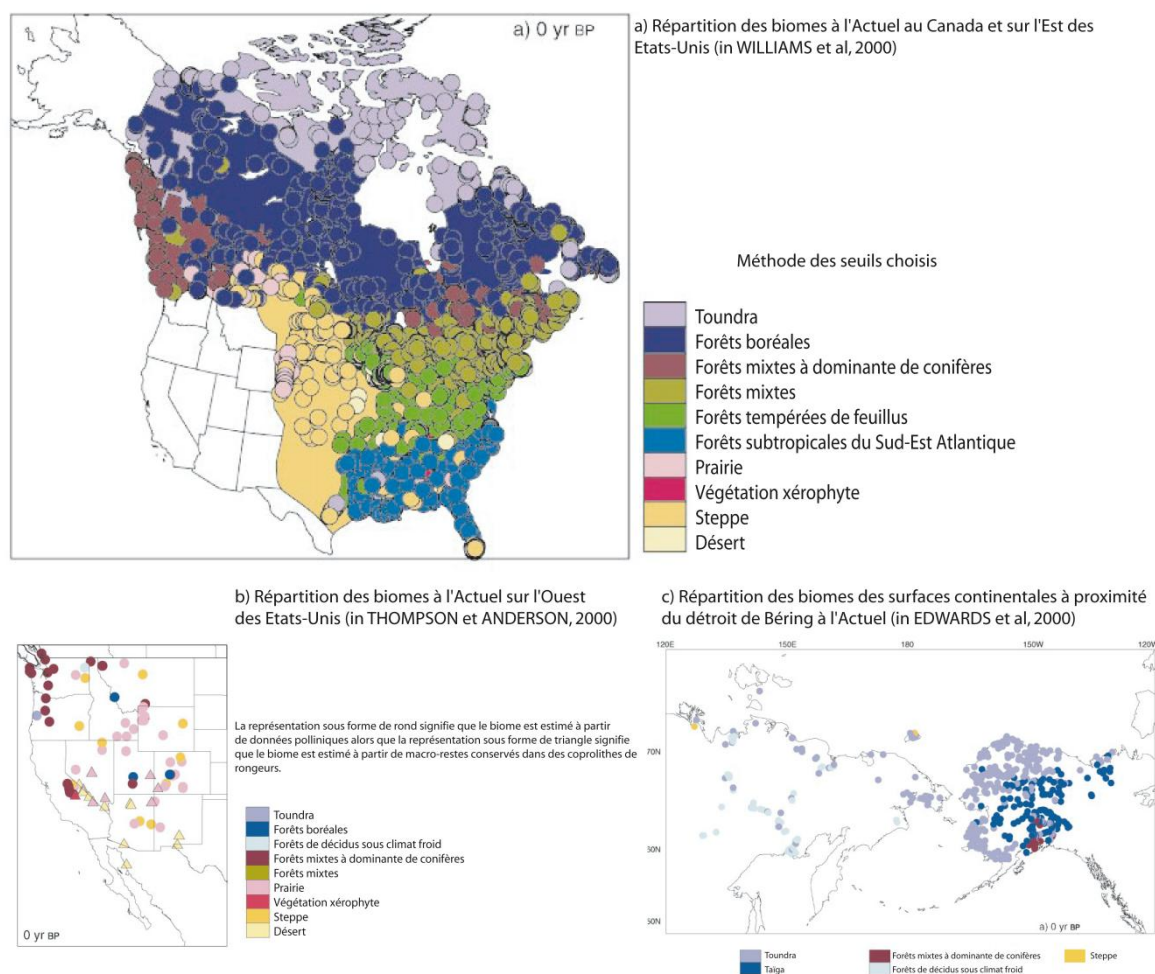 a) 0 yr BP
a) Répartition des biomes à l'Actuel au Canada et sur l'Est des
Etats-Unis (in WILLIAMS et al, 2000)
Méthode des seuils choisis
Toundra
Forêts boréales
Forêts mixtes à dominante de conifères
Forêts mixtes
Forêts tempérées de feuillus
Forêts subtropicales du Sud-Est Atlantique
Prairie
Végétation xérophyte
Steppe
Désert
b) Répartition des biomes à l'Actuel sur l'Ouest
des Etats-Unis (in THOMPSON et ANDERSON, 2000)
La représentation sous forme de rond signifie que le biome est estimé à partir
de données polliniques alors que la représentation sous forme de triangle signifie
que le biome est estimé à partir de macro-restes conservés dans des coprolithes de
rongeurs.
Toundra
Forêts boréales
Forêts de décidus sous climat froid
Forêts mixtes à dominante de conifères
Forêts mixtes
Prairie
Végétation xérophyte
Steppe
Désert
0 yr BP
c) Répartition des biomes des surfaces continentales à proximité
du détroit de Béring à l'Actuel (in EDWARDS et al, 2000)
120E 150E 180 150W 120W
70N
60N
50N
a) 0 yr BP
Toundra
Taïga
Forêts mixtes à dominante de conifères
Forêts de décidus sous climat froid
Steppe